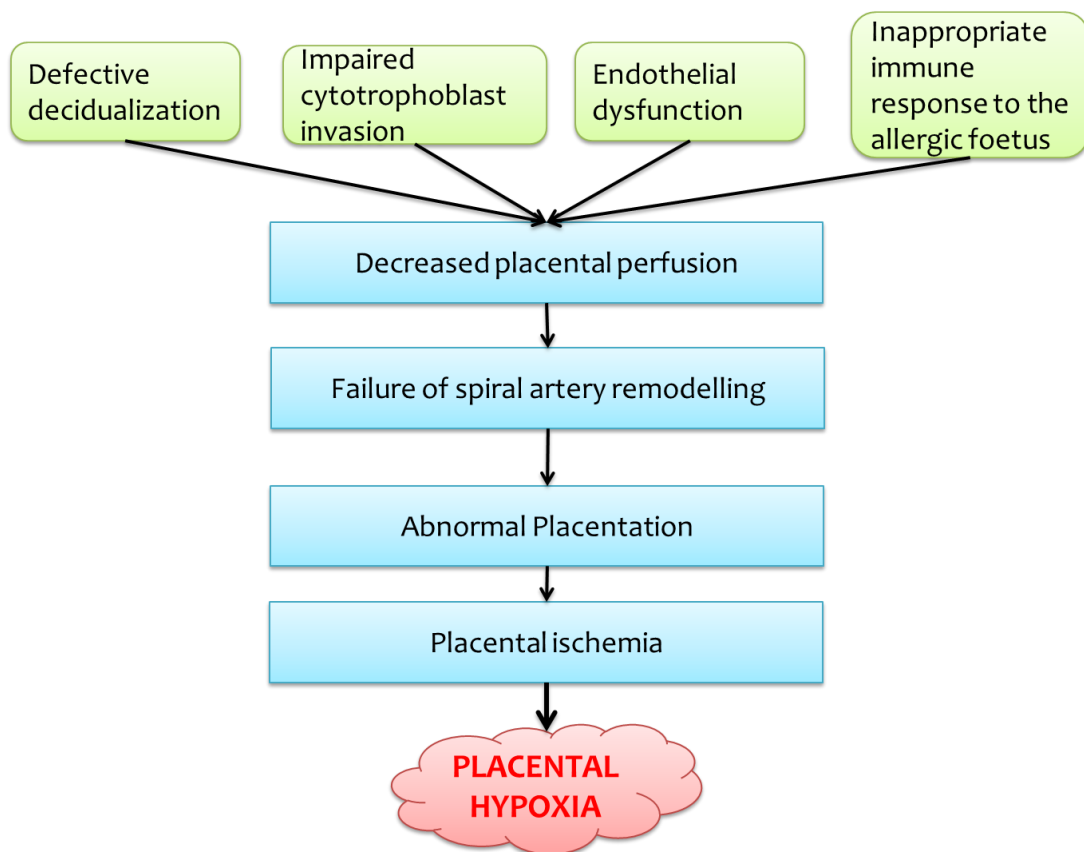 Defective
decidualization
Impaired
cytotrophoblast
invasion
Endothelial
dysfunction
Inappropriate
immune
response to the
allergic foetus
Decreased placental perfusion
Failure of spiral artery remodelling
Abnormal Placentation
Placental ischemia
PLACENTAL
HYPOXIA